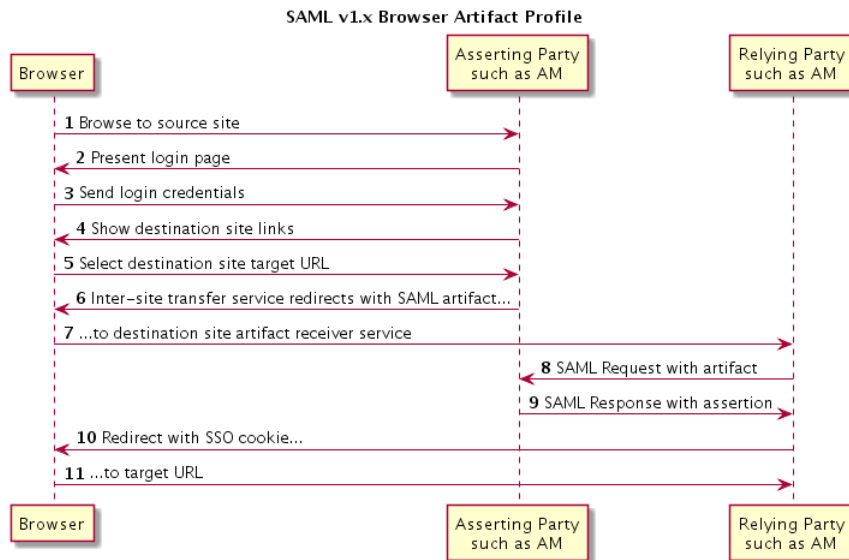 SAML v1.x Browser Artifact Profile
Browser
Asserting Party
such as AM
Relying Party
such as AM
1 Browse to source site
2 Present login page
3 Send login credentials
4 Show destination site links
5 Select destination site target URL
6 Inter-site transfer service redirects with SAML artifact...
7 ...to destination site artifact receiver service
8 SAML Request with artifact
9 SAML Response with assertion
10 Redirect with SSO cookie...
11 ...to target URL
Browser
Asserting Party
such as AM
Relying Party
such as AM